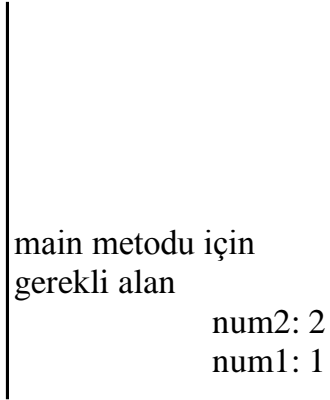 main metodu için
gerekli alan
num2: 2
num1: 1